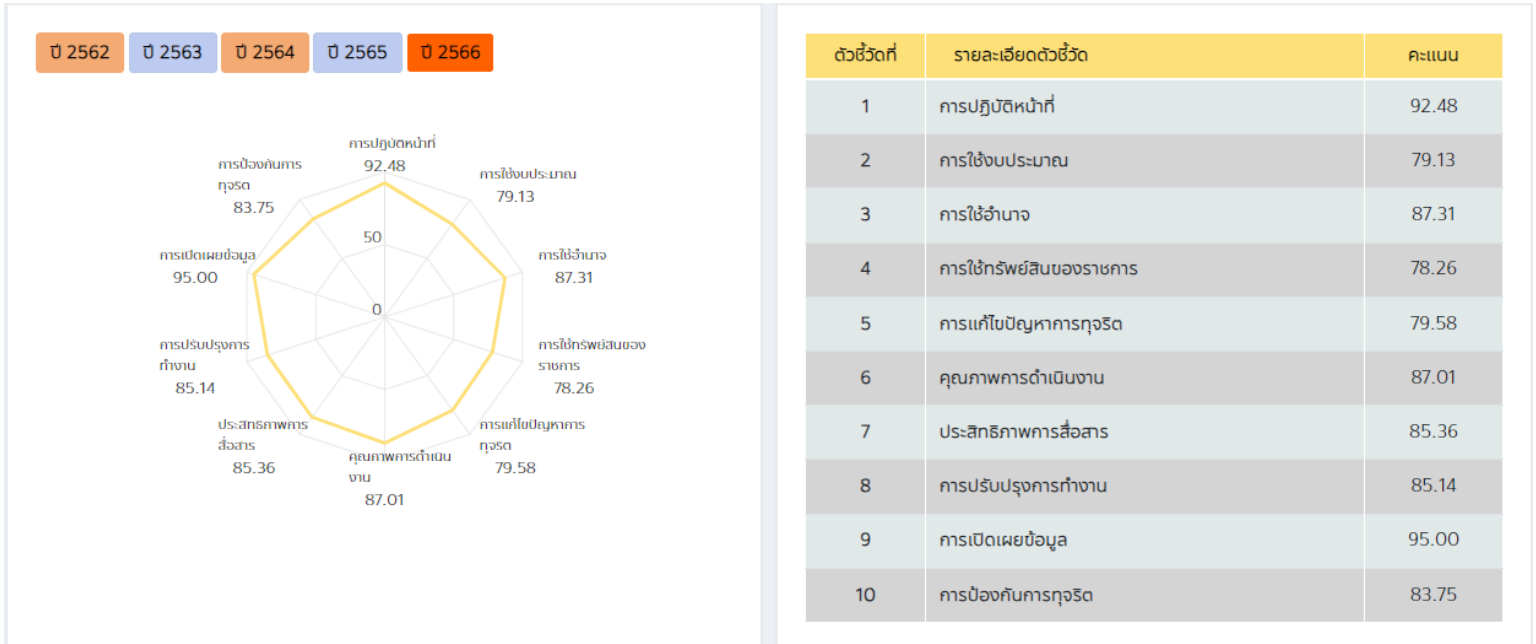 ปี 2562 ปี 2563 ปี 2564 ปี 2565 ปี 2566
การปฏิบัติหน้าที่
92.48
การใช้งบประมาณ
79.13
การใช้อำนาจ
87.31
การใช้ทรัพย์สินของ
ราชการ
78.26
การแก้ไขปัญหาการ
ทุจริต
79.58
คุณภาพการดำเนิน
งาน
87.01
ประสิทธิภาพการ
สื่อสาร
85.36
การปรับปรุงการ
ทำงาน
85.14
การเปิดเผยข้อมูล
95.00
การป้องกันการ
ทุจริต
83.75
50
0
ตัวชี้วัดที่ รายละเอียดตัวชี้วัด คะแนน
1 การปฏิบัติหน้าที่ 92.48
2 การใช้งบประมาณ 79.13
3 การใช้อำนาจ 87.31
4 การใช้ทรัพย์สินของราชการ 78.26
5 การแก้ไขปัญหาการทุจริต 79.58
6 คุณภาพการดำเนินงาน 87.01
7 ประสิทธิภาพการสื่อสาร 85.36
8 การปรับปรุงการทำงาน 85.14
9 การเปิดเผยข้อมูล 95.00
10 การป้องกันการทุจริต 83.75